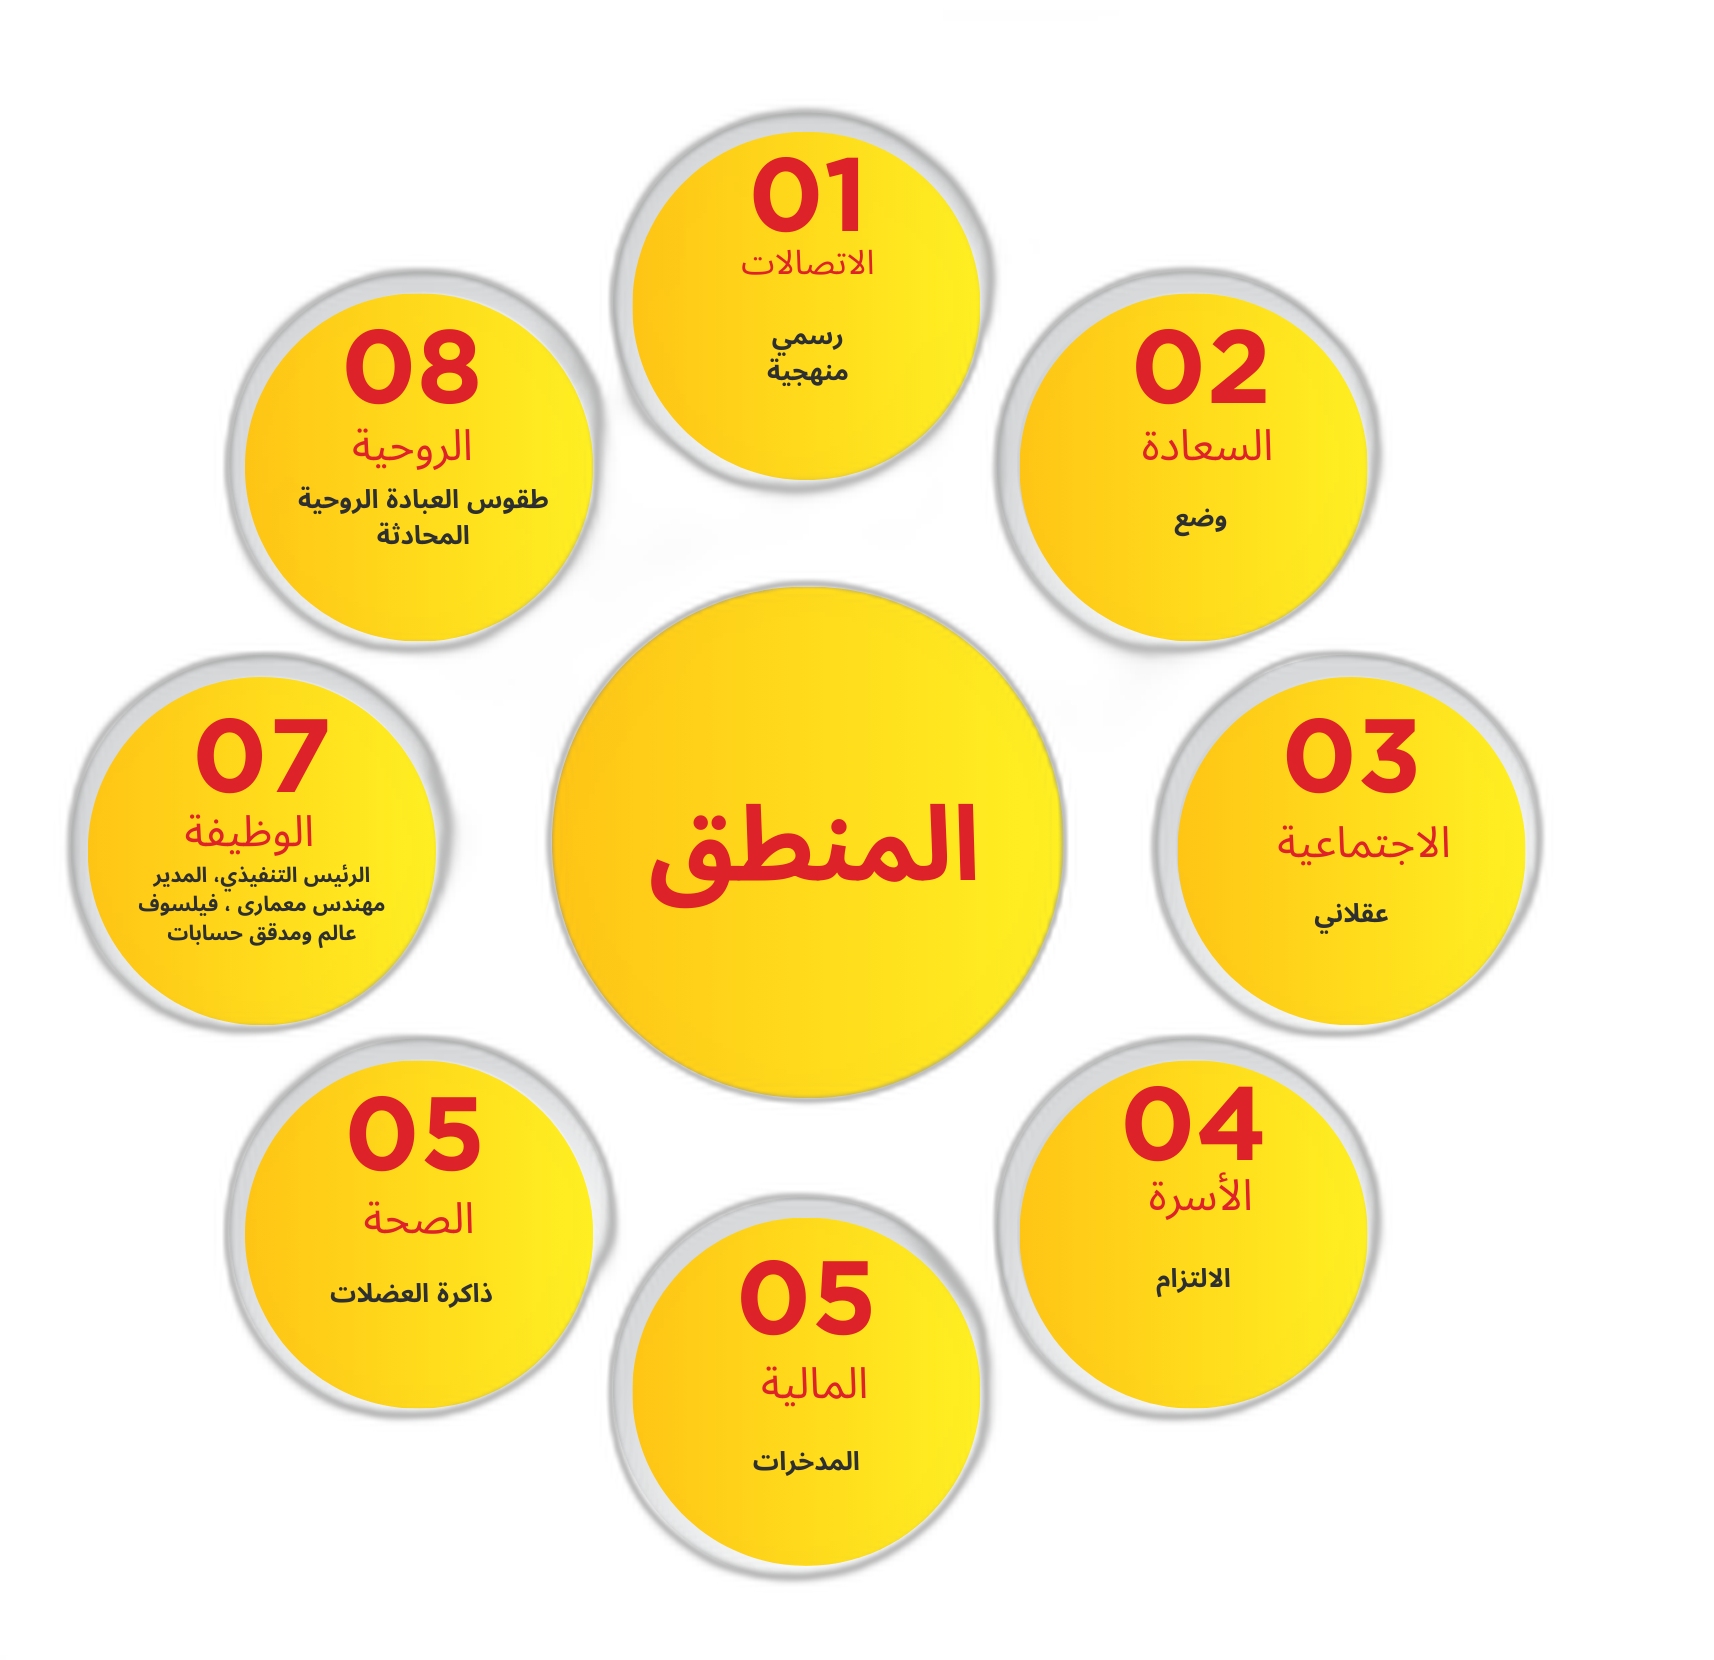 01
الاتصالات
رسمي
منهجية
02
السعادة
وضع
03
الاجتماعية
عقلاني
04
الأسرة
الالتزام
05
المالية
المدخرات
05
الصحة
ذاكرة العضلات
07
الوظيفة
الرئيس التنفيذي، المدير
مهندس معمارى ، فيلسوف
عالم ومدقق حسابات
08
الروحية
طقوس العبادة الروحية
المحادثة
المنطق